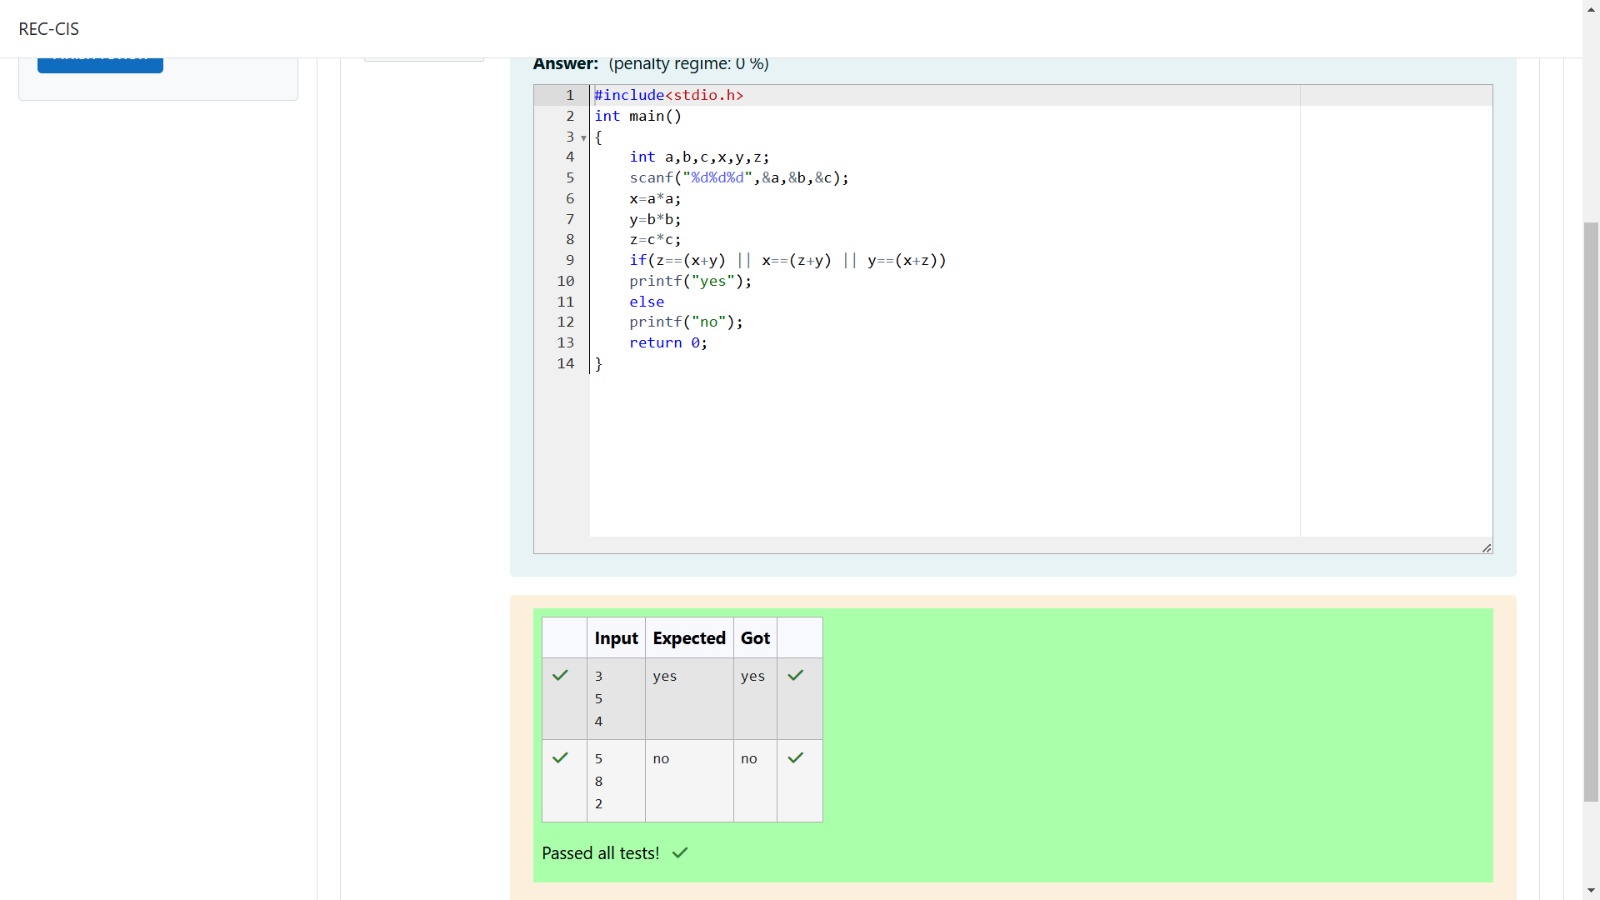 REC-CIS
Answer: (penalty regime: 0 %)
1 #include<stdio.h>
2 int main()
3 {
4 int a,b,c,x,y,z;
5 scanf("%d%d%d",&a,&b,&c);
6 x=a*a;
7 y=b*b;
8 z=c*c;
9 if(z==(x+y) || x==(z+y) || y==(x+z))
10 printf("yes");
11 else
12 printf("no");
13 return 0;
14 }
Input Expected Got
3 yes yes
5
4
5 no no
8
2
Passed all tests!